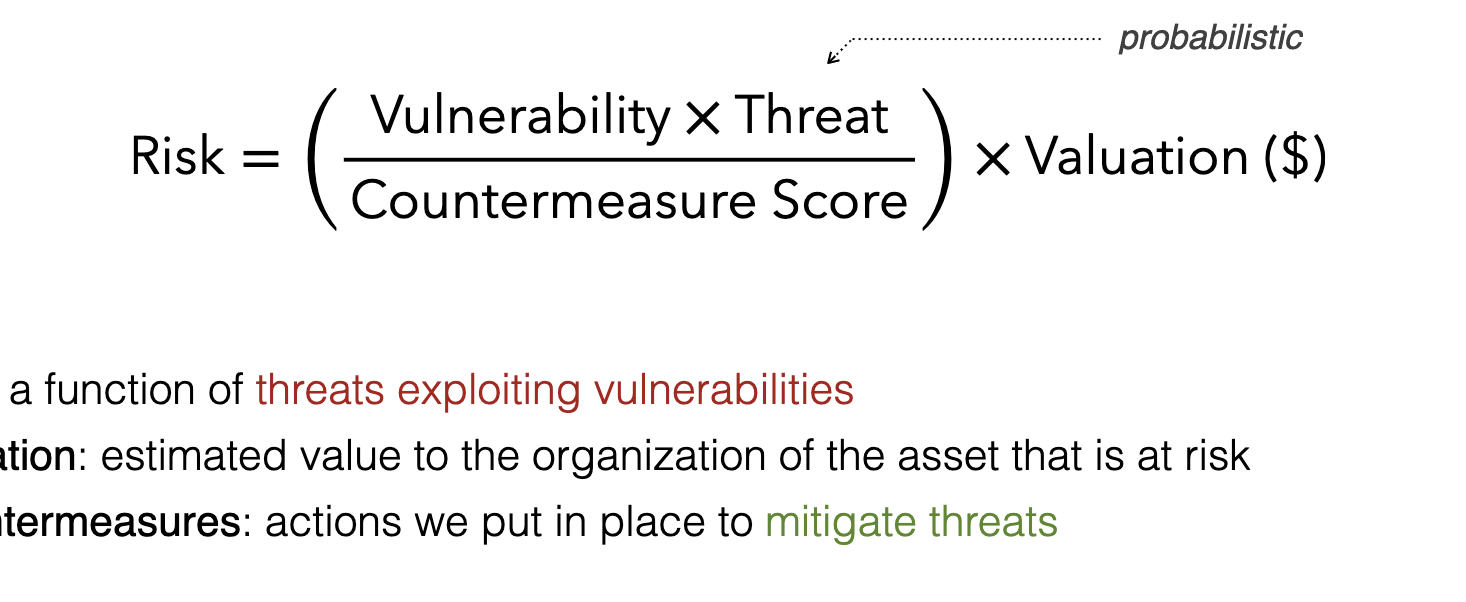 probabilistic
Risk = ( Vulnerability × Threat / Countermeasure Score ) × Valuation ($)
a function of threats exploiting vulnerabilities
ation: estimated value to the organization of the asset that is at risk
termeasures: actions we put in place to mitigate threats